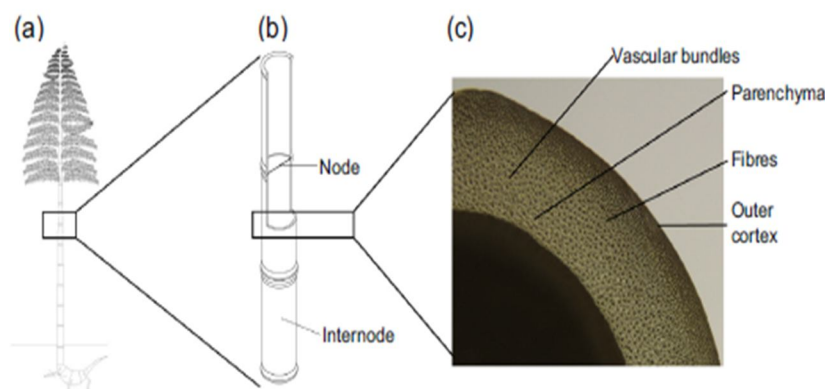 (a)
(b)
(c)
Vascular bundles
Parenchyma
Node
Fibres
Outer
cortex
Internode